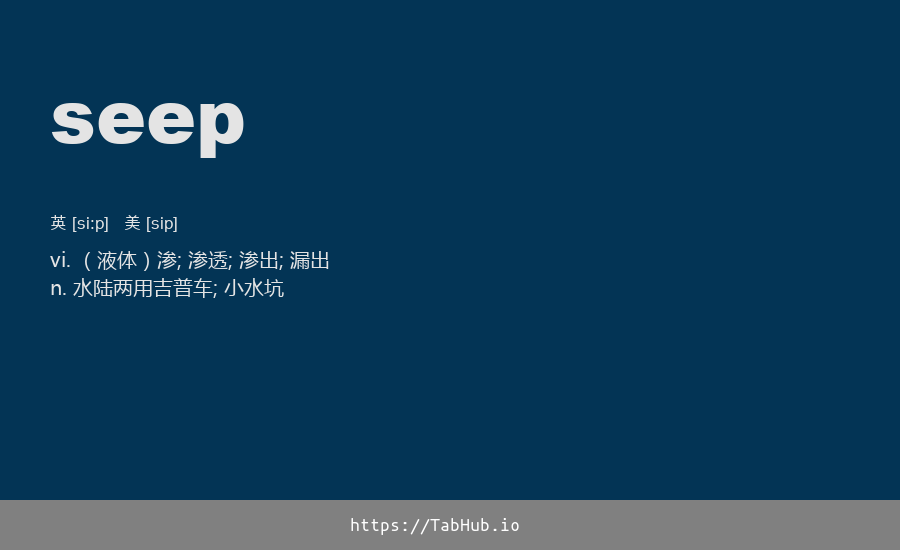 seep
英 [si:p] 美 [sip]
vi. （液体）渗; 渗透; 渗出; 漏出
n. 水陆两用吉普车; 小水坑
https://TabHub.io